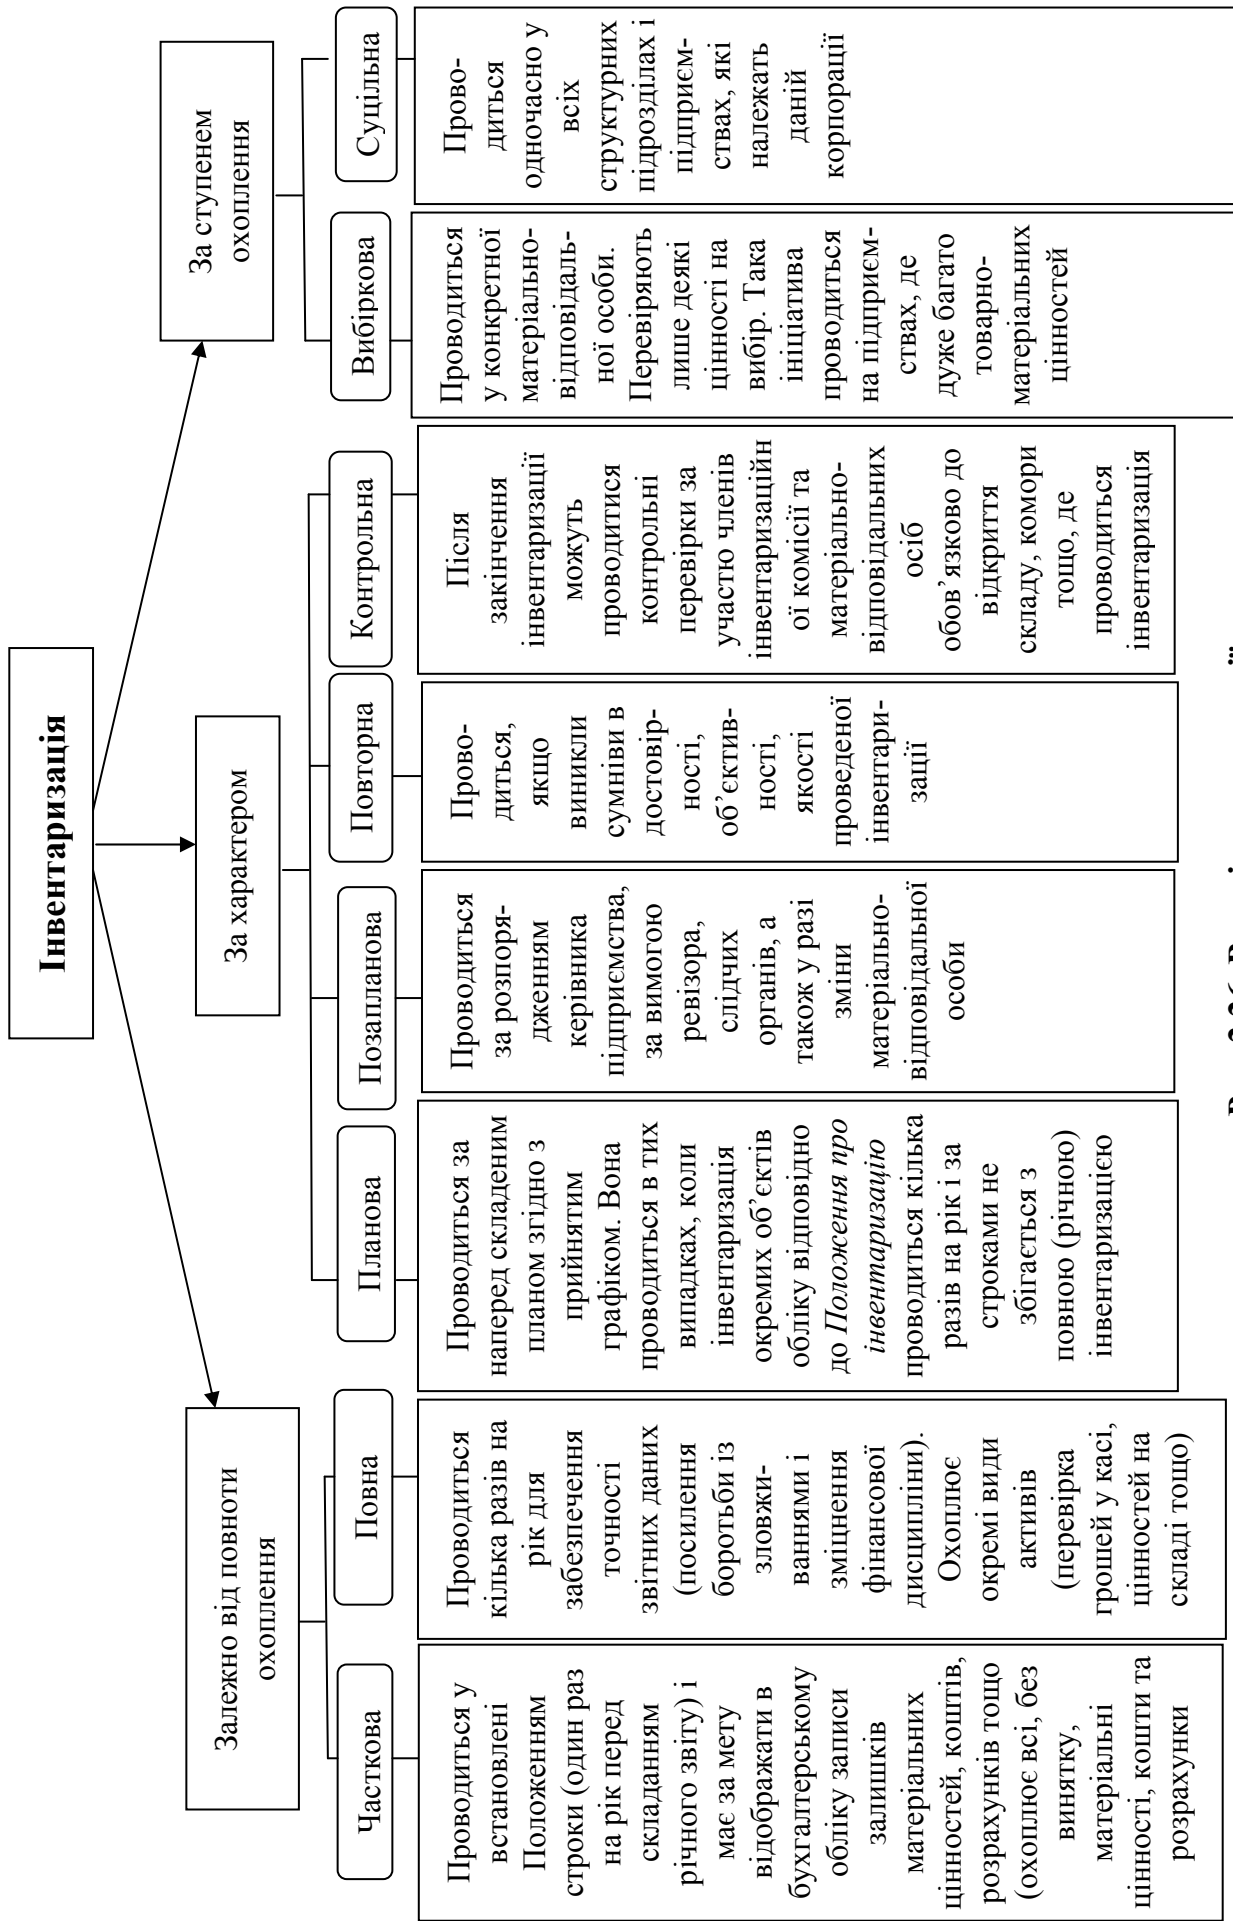 Інвентаризація
Залежно від повноти
охоплення
За характером
За ступенем
охоплення
Часткова
Повна
Планова
Позапланова
Повторна
Контрольна
Вибіркова
Суцільна
Проводиться у
встановлені
Положенням
строки (один раз
на рік перед
складанням
річного звіту) і
має за мету
відображати в
бухгалтерському
обліку записи
залишків
матеріальних
цінностей, коштів,
розрахунків тощо
(охоплює всі, без
винятку,
матеріальні
цінності, кошти та
розрахунки
Проводиться
кілька разів на
рік для
забезпечення
точності
звітних даних
(посилення
боротьби із
зловжи-
ваннями і
зміцнення
фінансової
дисципліни).
Охоплює
окремі види
активів
(перевірка
грошей у касі,
цінностей на
складі тощо)
Проводиться за
наперед складеним
планом згідно з
прийнятим
графіком. Вона
проводиться в тих
випадках, коли
інвентаризація
окремих об’єктів
обліку відповідно
до Положення про
інвентаризацію
проводиться кілька
разів на рік і за
строками не
збігається з
повною (річною)
інвентаризацією
Проводиться
за розпоря-
дженням
керівника
підприємства,
за вимогою
ревізора,
слідчих
органів, а
також у разі
зміни
матеріально-
відповідальної
особи
Прово-
диться,
якщо
виникли
сумніви в
достовір-
ності,
об’єктив-
ності,
якості
проведеної
інвентари-
зації
Після
закінчення
інвентаризації
можуть
проводитися
контрольні
перевірки за
участю членів
інвентаризаційн
ої комісії та
матеріально-
відповідальних
осіб
обов’язково до
відкриття
складу, комори
тощо, де
проводиться
інвентаризація
Проводиться
у конкретної
матеріально-
відповідаль-
ної особи.
Перевіряють
лише деякі
цінності на
вибір. Така
ініціатива
проводиться
на підприєм-
ствах, де
дуже багато
товарно-
матеріальних
цінностей
Прово-
диться
одночасно у
всіх
структурних
підрозділах і
підприєм-
ствах, які
належать
даній
корпорації